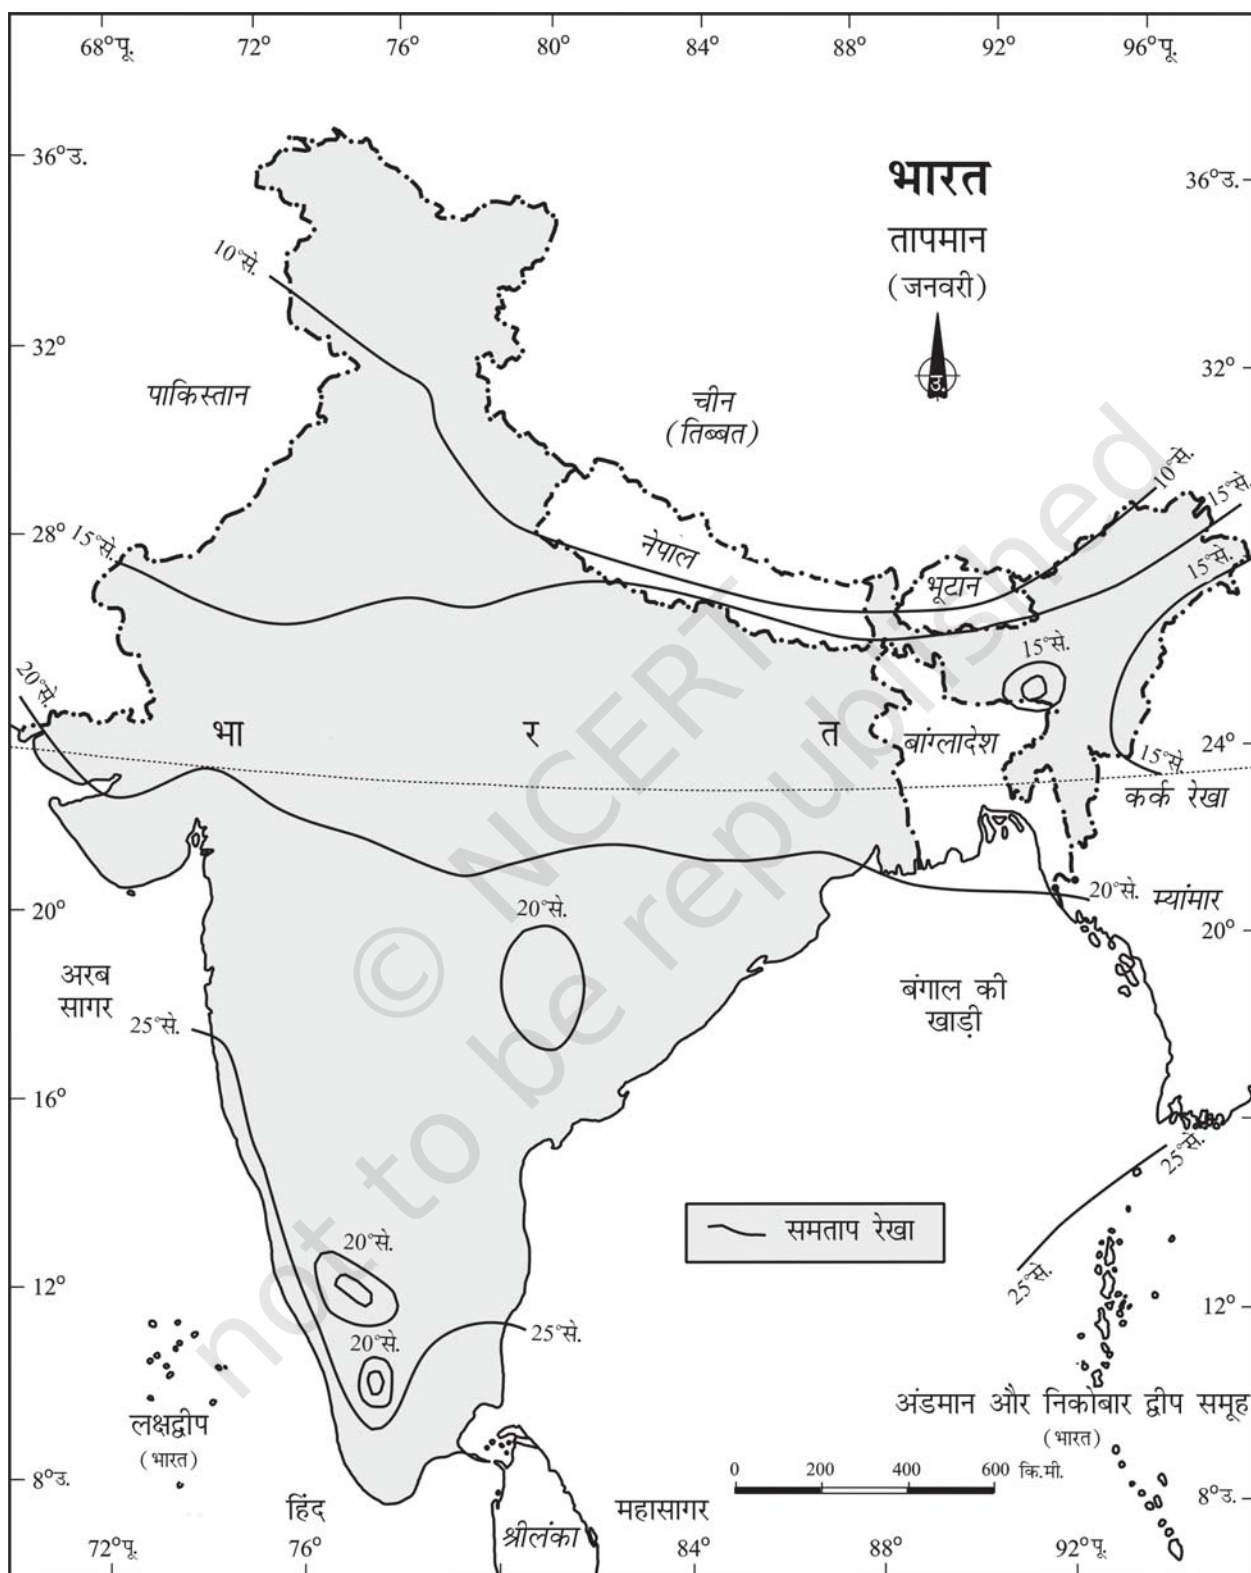 68°पू. 72° 76° 80° 84° 88° 92° 96°पू.
36°उ.
भारत
36°उ.
तापमान
(जनवरी)
10°से.
32°
32°
उ.
पाकिस्तान
चीन
(तिब्बत)
10°से.
15°से.
28°
15°से.
नेपाल
भूटान
15°से.
15°से.
20°से.
भा र त
बांग्लादेश
24°
15°से.
कर्क रेखा
20°
20°से.
20°से. म्यांमार
20°
अरब
सागर
बंगाल की
खाड़ी
25°से.
16°
25°से.
समताप रेखा
20°से.
25°से.
12°
12°
20°से.
25°से.
अंडमान और निकोबार द्वीप समूह
(भारत)
लक्षद्वीप
(भारत)
0 200 400 600 कि.मी.
8°उ.
8°उ.
हिंद
महासागर
श्रीलंका
72°पू. 76° 84° 88° 92°पू.
© NCERT
not to be republished